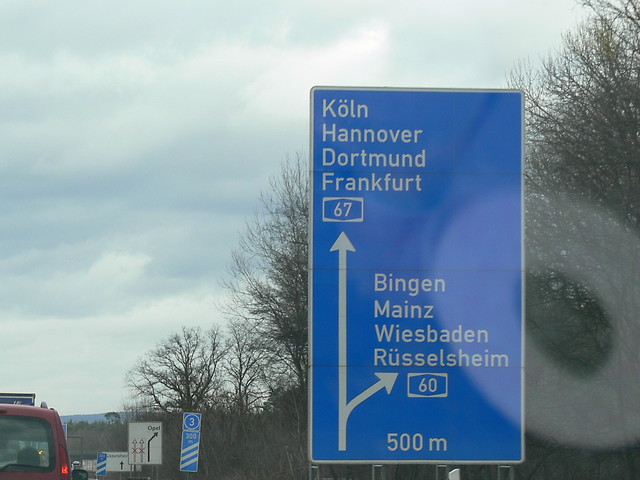 Köln
Hannover
Dortmund
Frankfurt
67
Bingen
Mainz
Wiesbaden
Rüsselsheim
60
500 m
3
300
m
Opel